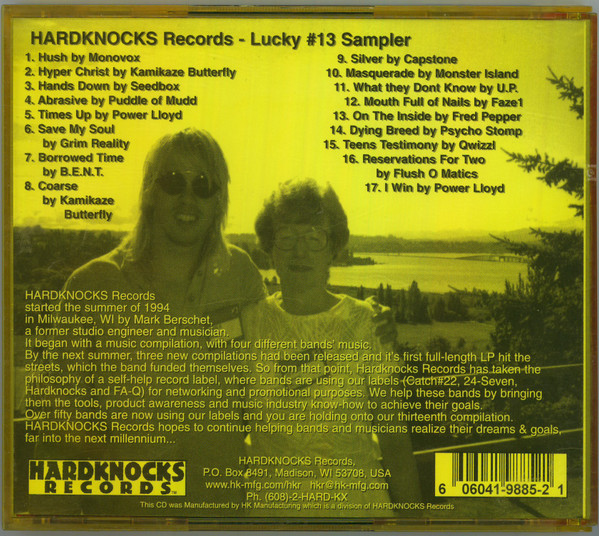 HARDKNOCKS Records - Lucky #13 Sampler
1. Hush by Monovox
2. Hyper Christ by Kamikaze Butterfly
3. Hands Down by Seedbox
4. Abrasive by Puddle of Mudd
5. Times Up by Power Lloyd
6. Save My Soul
by Grim Reality
7. Borrowed Time
by B.E.N.T.
8. Coarse
by Kamikaze
Butterfly
9. Silver by Capstone
10. Masquerade by Monster Island
11. What they Dont Know by U.P.
12. Mouth Full of Nails by Faze1
13. On The Inside by Fred Pepper
14. Dying Breed by Psycho Stomp
15. Teens Testimony by Qwizzl
16. Reservations For Two
by Flush O Matics
17. I Win by Power Lloyd
HARDKNOCKS Records
started the summer of 1994
in Milwaukee, WI by Mark Berschet,
a former studio engineer and musician.
It began with a music compilation, with four different bands' music.
By the next summer, three new compilations had been released and it's first full-length LP hit the
streets, which the band funded themselves. So from that point, Hardknocks Records has taken the
philosophy of a self-help record label, where bands are using our labels (Catch#22, 24-Seven,
Hardknocks and FA-Q) for networking and promotional purposes. We help these bands by bringing
them the tools, product awareness and music industry know-how to achieve their goals.
Over fifty bands are now using our labels and you are holding onto our thirteenth compilation.
HARDKNOCKS Records hopes to continue helping bands and musicians realize their dreams & goals,
far into the next millennium...
HARDKNOCKS
RECORDS™
HARDKNOCKS Records,
P.O. Box 8491, Madison, WI 53708, USA
www.hk-mfg.com/hkr hkr@hk-mfg.com
Ph. (608)-2-HARD-KX
This CD was Manufactured by HK Manufacturing which is a division of HARDKNOCKS Records
6 06041-9885-2 1